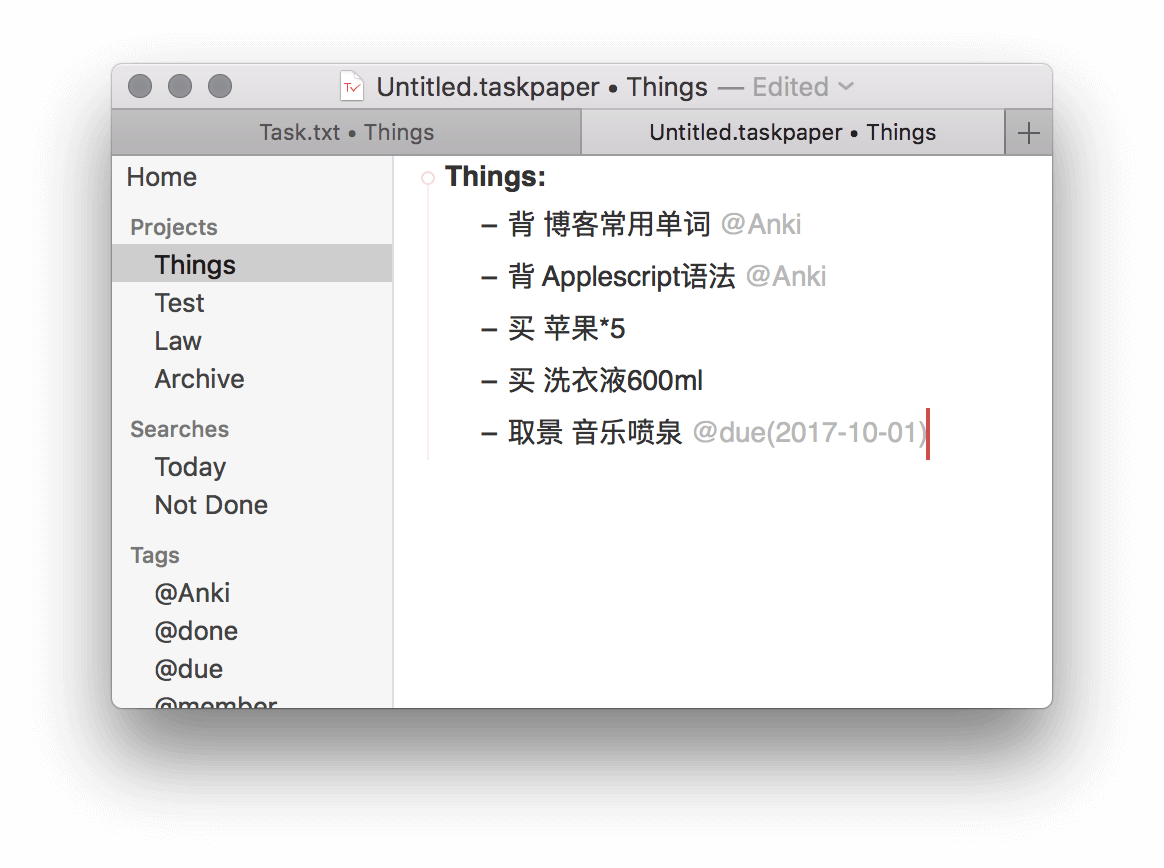 Untitled.taskpaper • Things — Edited
Task.txt • Things
Untitled.taskpaper • Things
Home
Projects
Things
Test
Law
Archive
Searches
Today
Not Done
Tags
@Anki
@done
@due
@member
Things:
– 背 博客常用单词 @Anki
– 背 Applescript语法 @Anki
– 买 苹果*5
– 买 洗衣液600ml
– 取景 音乐喷泉 @due(2017-10-01)